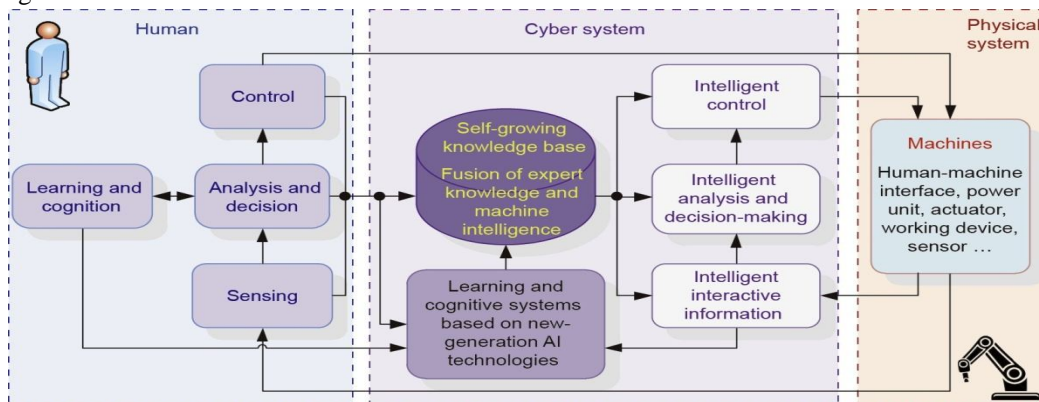 Human
Cyber system
Physical
system
Control
Learning and
cognition
Analysis and
decision
Sensing
Self-growing
knowledge base
Fusion of expert
knowledge and
machine
intelligence
Learning and
cognitive systems
based on new-
generation AI
technologies
Intelligent
control
Intelligent
analysis and
decision-making
Intelligent
interactive
information
Machines
Human-machine
interface, power
unit, actuator,
working device,
sensor ...